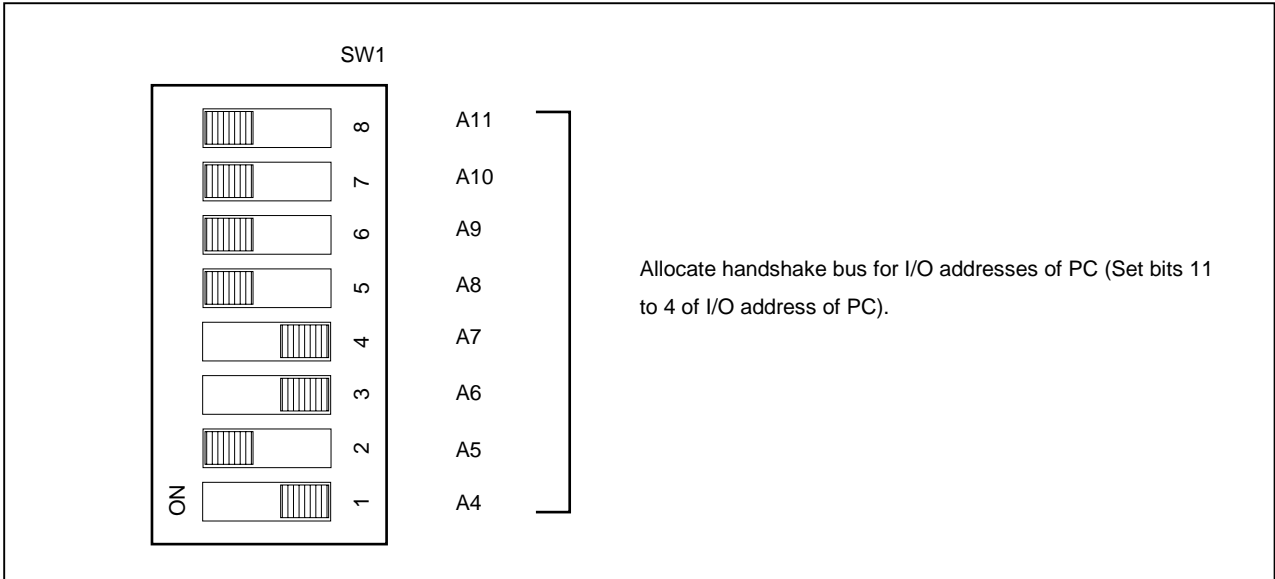 SW1
8 A11
7 A10
6 A9
5 A8
4 A7
3 A6
2 A5
1 A4
ON
Allocate handshake bus for I/O addresses of PC (Set bits 11
to 4 of I/O address of PC).